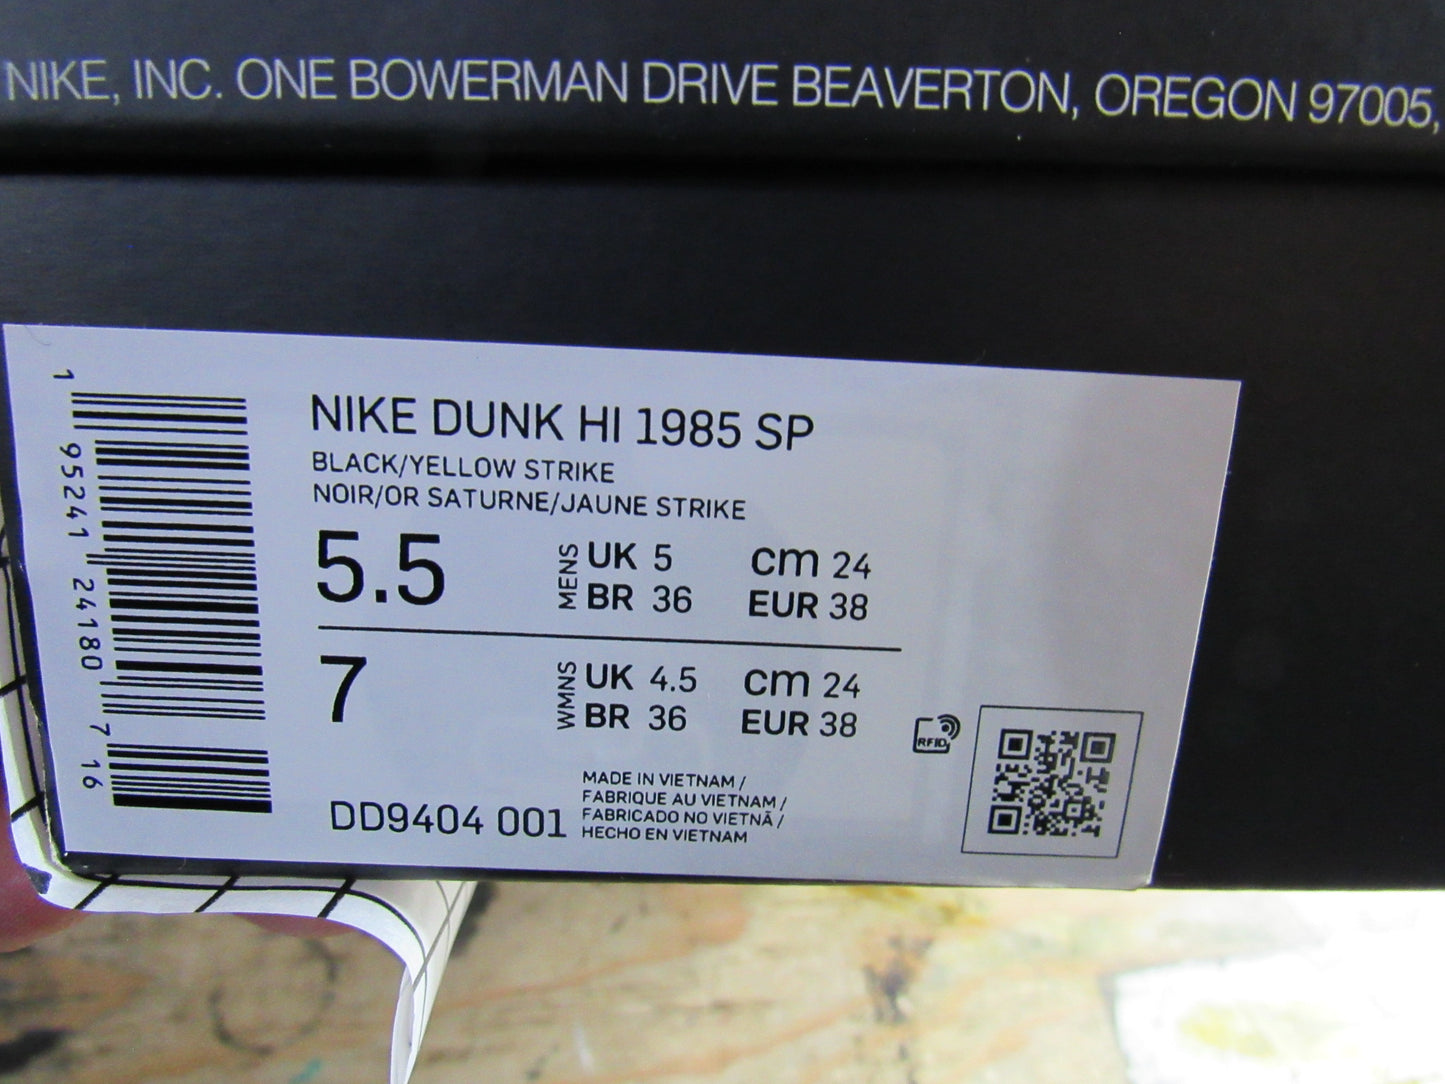 NIKE, INC. ONE BOWERMAN DRIVE BEAVERTON, OREGON 97005,
1 95241 24180 7 16
NIKE DUNK HI 1985 SP
BLACK/YELLOW STRIKE
NOIR/OR SATURNE/JAUNE STRIKE
5.5
MENS
UK 5 cm 24
BR 36 EUR 38
7
WMNS
UK 4.5 cm 24
BR 36 EUR 38
RFID
DD9404 001
MADE IN VIETNAM /
FABRIQUE AU VIETNAM /
FABRICADO NO VIETNÃ /
HECHO EN VIETNAM